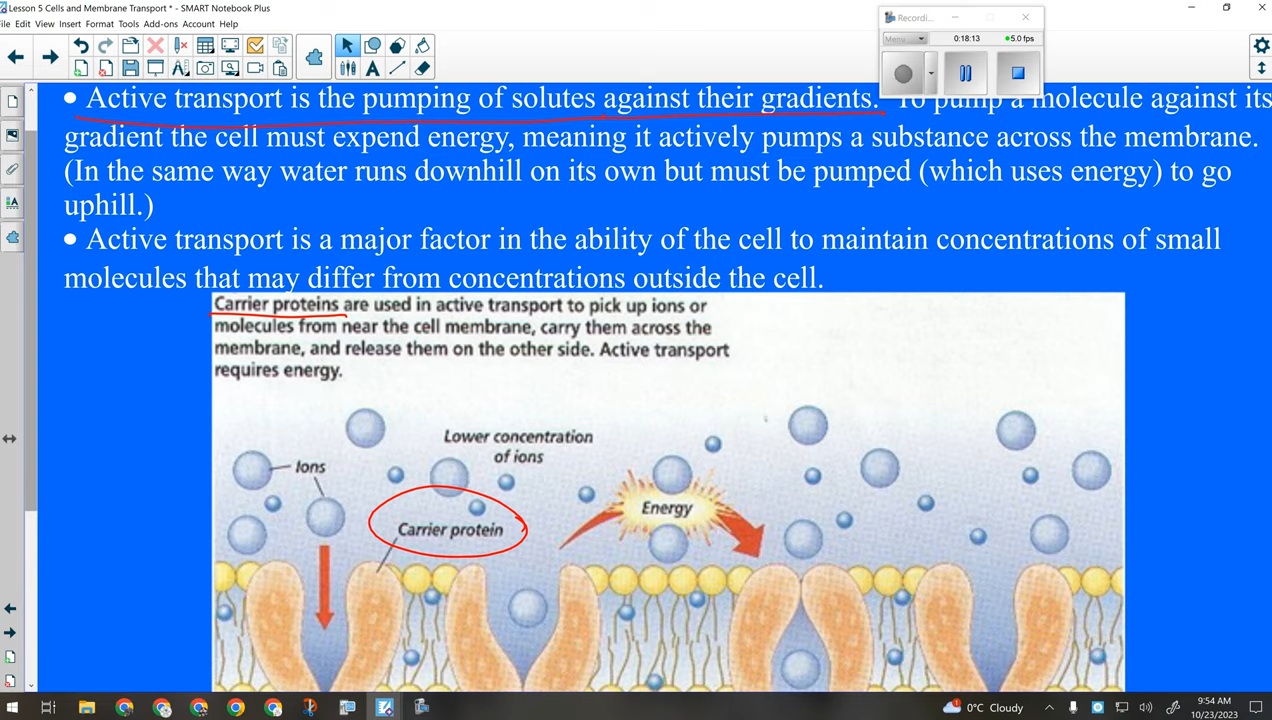 Lesson 5 Cells and Membrane Transport * - SMART Notebook Plus
File Edit View Insert Format Tools Add-ons Account Help
Recordi...
Menu
0:18:13
5.0 fps
• Active transport is the pumping of solutes against their gradients. To pump a molecule against its
gradient the cell must expend energy, meaning it actively pumps a substance across the membrane.
(In the same way water runs downhill on its own but must be pumped (which uses energy) to go
uphill.)
• Active transport is a major factor in the ability of the cell to maintain concentrations of small
molecules that may differ from concentrations outside the cell.
Carrier proteins are used in active transport to pick up ions or
molecules from near the cell membrane, carry them across the
membrane, and release them on the other side. Active transport
requires energy.
Lower concentration
of ions
Ions
Energy
Carrier protein
0°C Cloudy
9:54 AM
10/23/2023